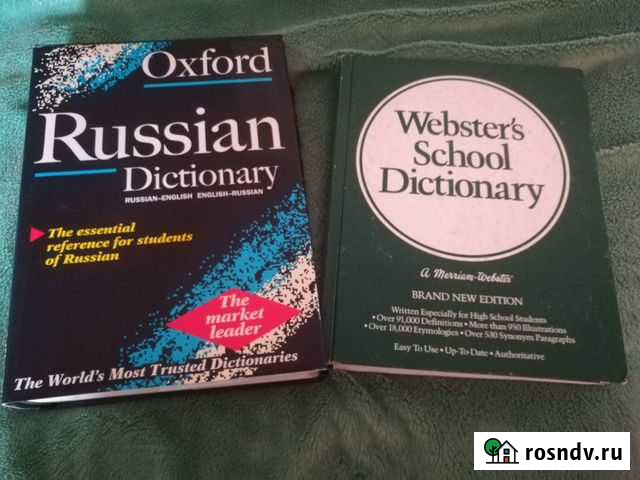 Oxford
Russian
Dictionary
RUSSIAN-ENGLISH ENGLISH-RUSSIAN
The essential
reference for students
of Russian
The
market
leader
The World's Most Trusted Dictionaries
Webster's
School
Dictionary
A Merriam-Webster
BRAND NEW EDITION
Written Especially for High School Students
• Over 91,000 Definitions • More than 950 Illustrations
• Over 18,000 Etymologies • Over 530 Synonym Paragraphs
Easy To Use • Up-To-Date • Authoritative
rosndv.ru